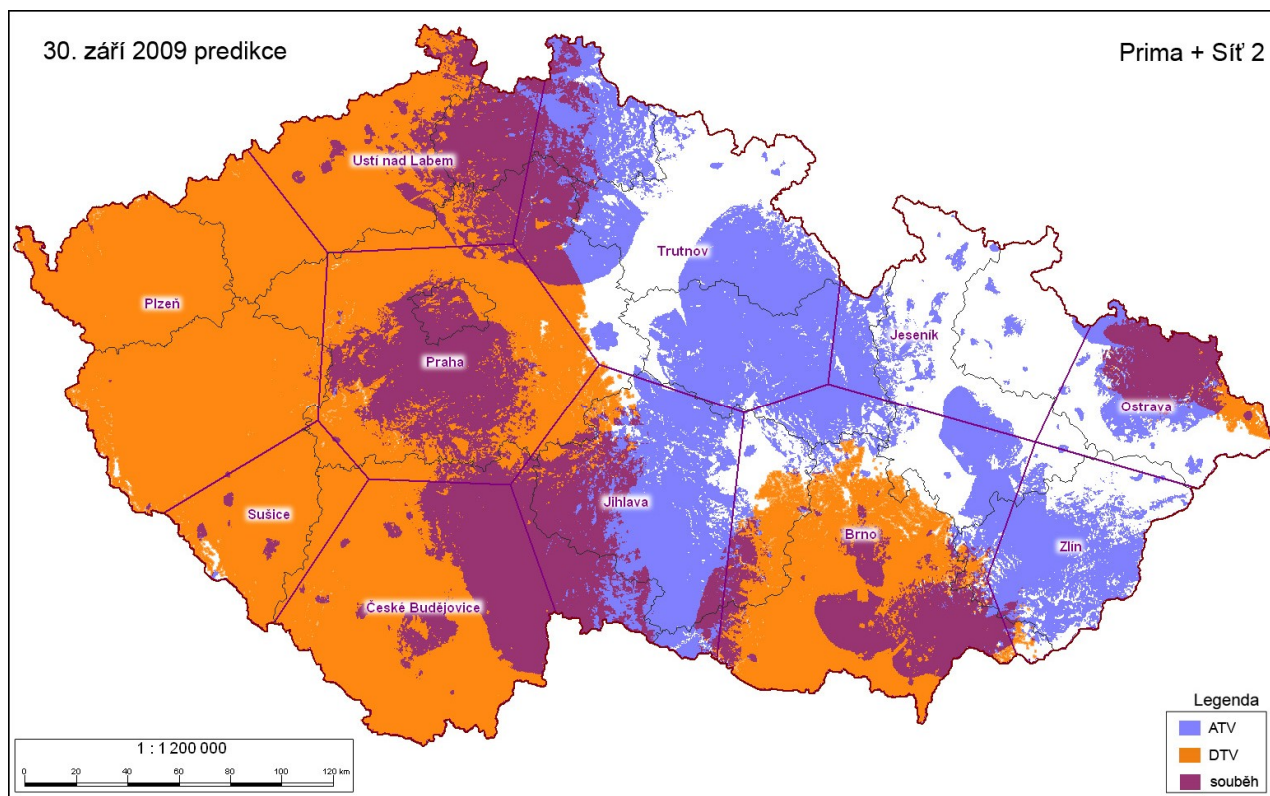 30. září 2009 predikce
Prima + Síť 2
Ústí nad Labem
Trutnov
Plzeň
Jeseník
Praha
Ostrava
Sušice
Jihlava
Brno
Zlín
České Budějovice
Legenda
ATV
DTV
souběh
1 : 1 200 000
0 20 40 60 80 100 120 km